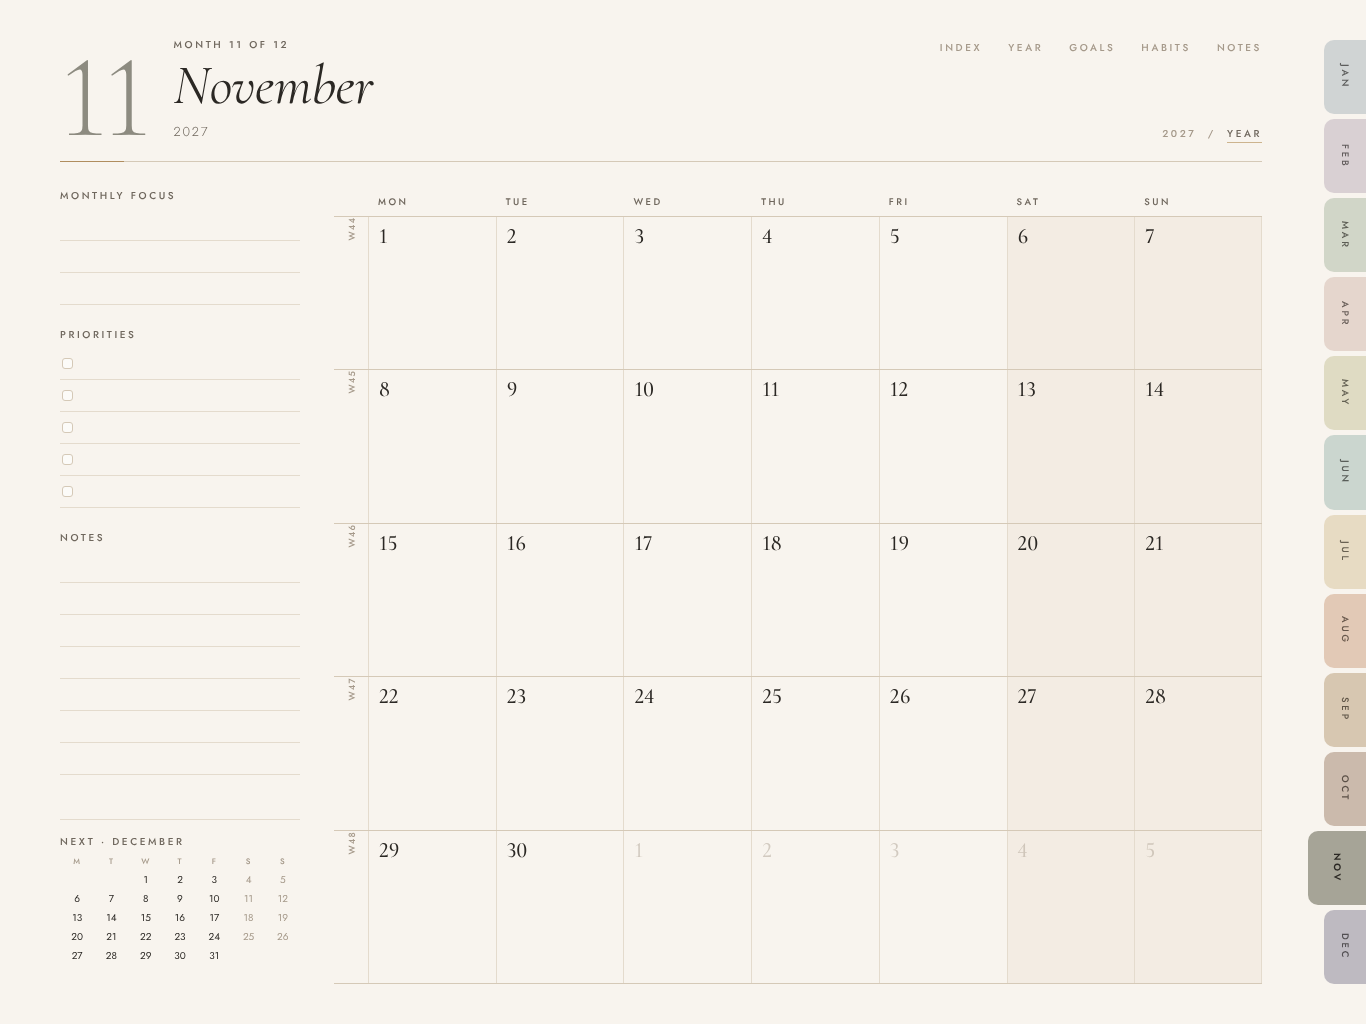 MONTH 11 OF 12
11
November
2027
INDEX YEAR GOALS HABITS NOTES
2027 / YEAR
MONTHLY FOCUS
PRIORITIES
NOTES
NEXT · DECEMBER
M T W T F S S
1 2 3 4 5
6 7 8 9 10 11 12
13 14 15 16 17 18 19
20 21 22 23 24 25 26
27 28 29 30 31
MON TUE WED THU FRI SAT SUN
W44 1 2 3 4 5 6 7
W45 8 9 10 11 12 13 14
W46 15 16 17 18 19 20 21
W47 22 23 24 25 26 27 28
W48 29 30 1 2 3 4 5
JAN
FEB
MAR
APR
MAY
JUN
JUL
AUG
SEP
OCT
NOV
DEC